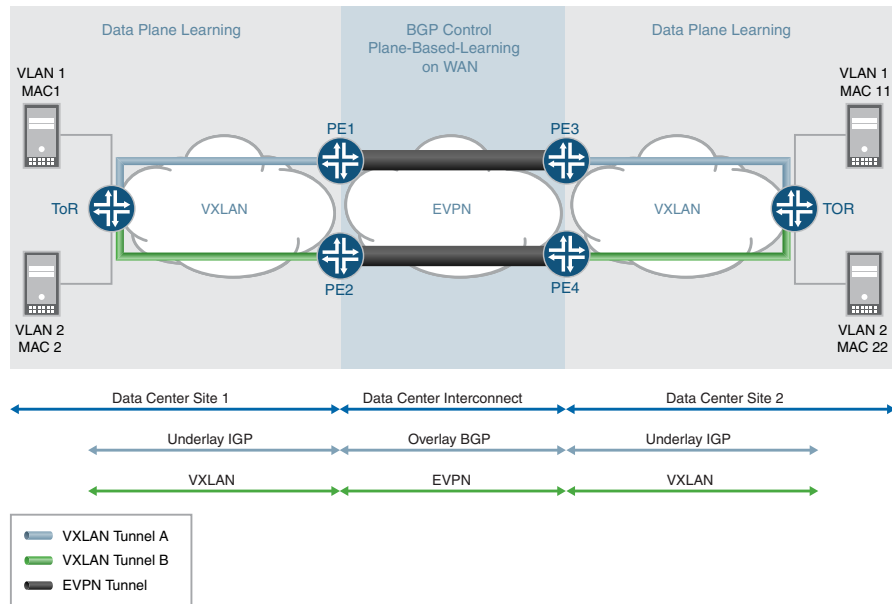 Data Plane Learning
BGP Control
Plane-Based-Learning
on WAN
Data Plane Learning
VLAN 1
MAC1
VLAN 1
MAC 11
PE1
PE3
ToR
VXLAN
EVPN
VXLAN
TOR
PE2
PE4
VLAN 2
MAC 2
VLAN 2
MAC 22
Data Center Site 1
Data Center Interconnect
Data Center Site 2
Underlay IGP
Overlay BGP
Underlay IGP
VXLAN
EVPN
VXLAN
VXLAN Tunnel A
VXLAN Tunnel B
EVPN Tunnel